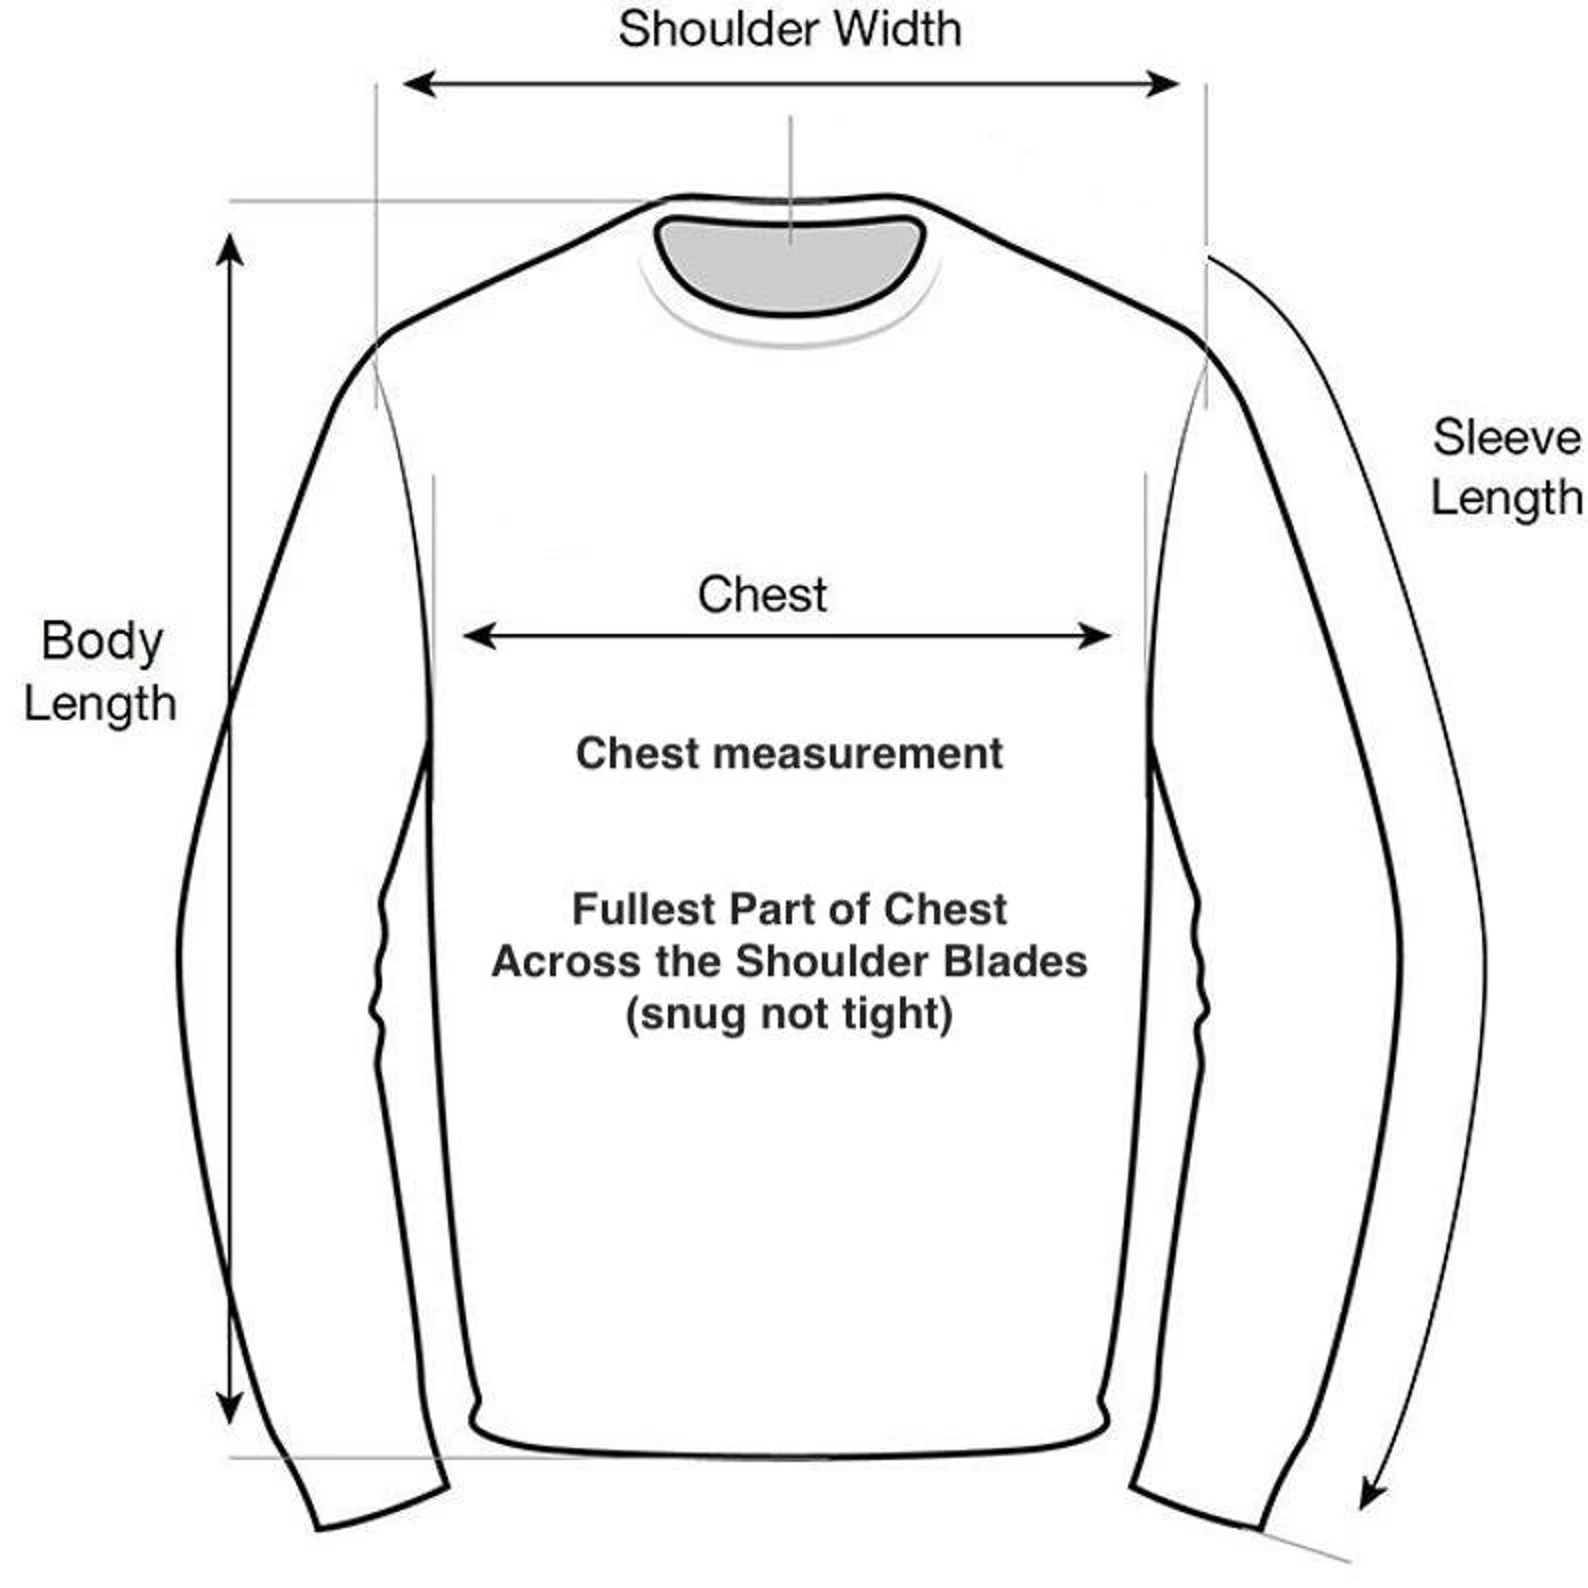 Shoulder Width
Sleeve
Length
Chest
Body
Length
Chest measurement
Fullest Part of Chest
Across the Shoulder Blades
(snug not tight)